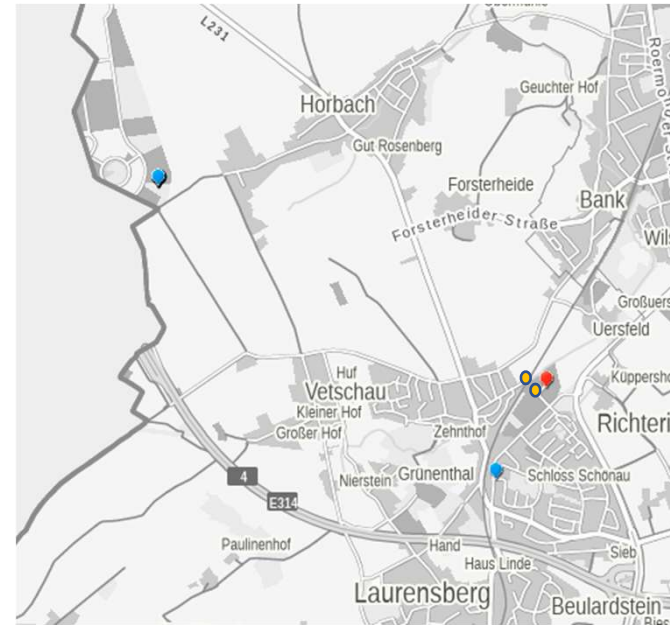 L231
Horbach
Geuchter Hof
Gut Rosenberg
Forsterheide
Bank
Forsterheider Straße
Uersfeld
Huf
Vetschau
Kleiner Hof
Großer Hof
Zehnthof
Nierstein
Grünenthal
Schloss Schönau
4
E314
Paulinenhof
Hand
Haus Linde
Sieb
Laurensberg
Beulardstein
Richteri
Wils
Großuers
Küppersho